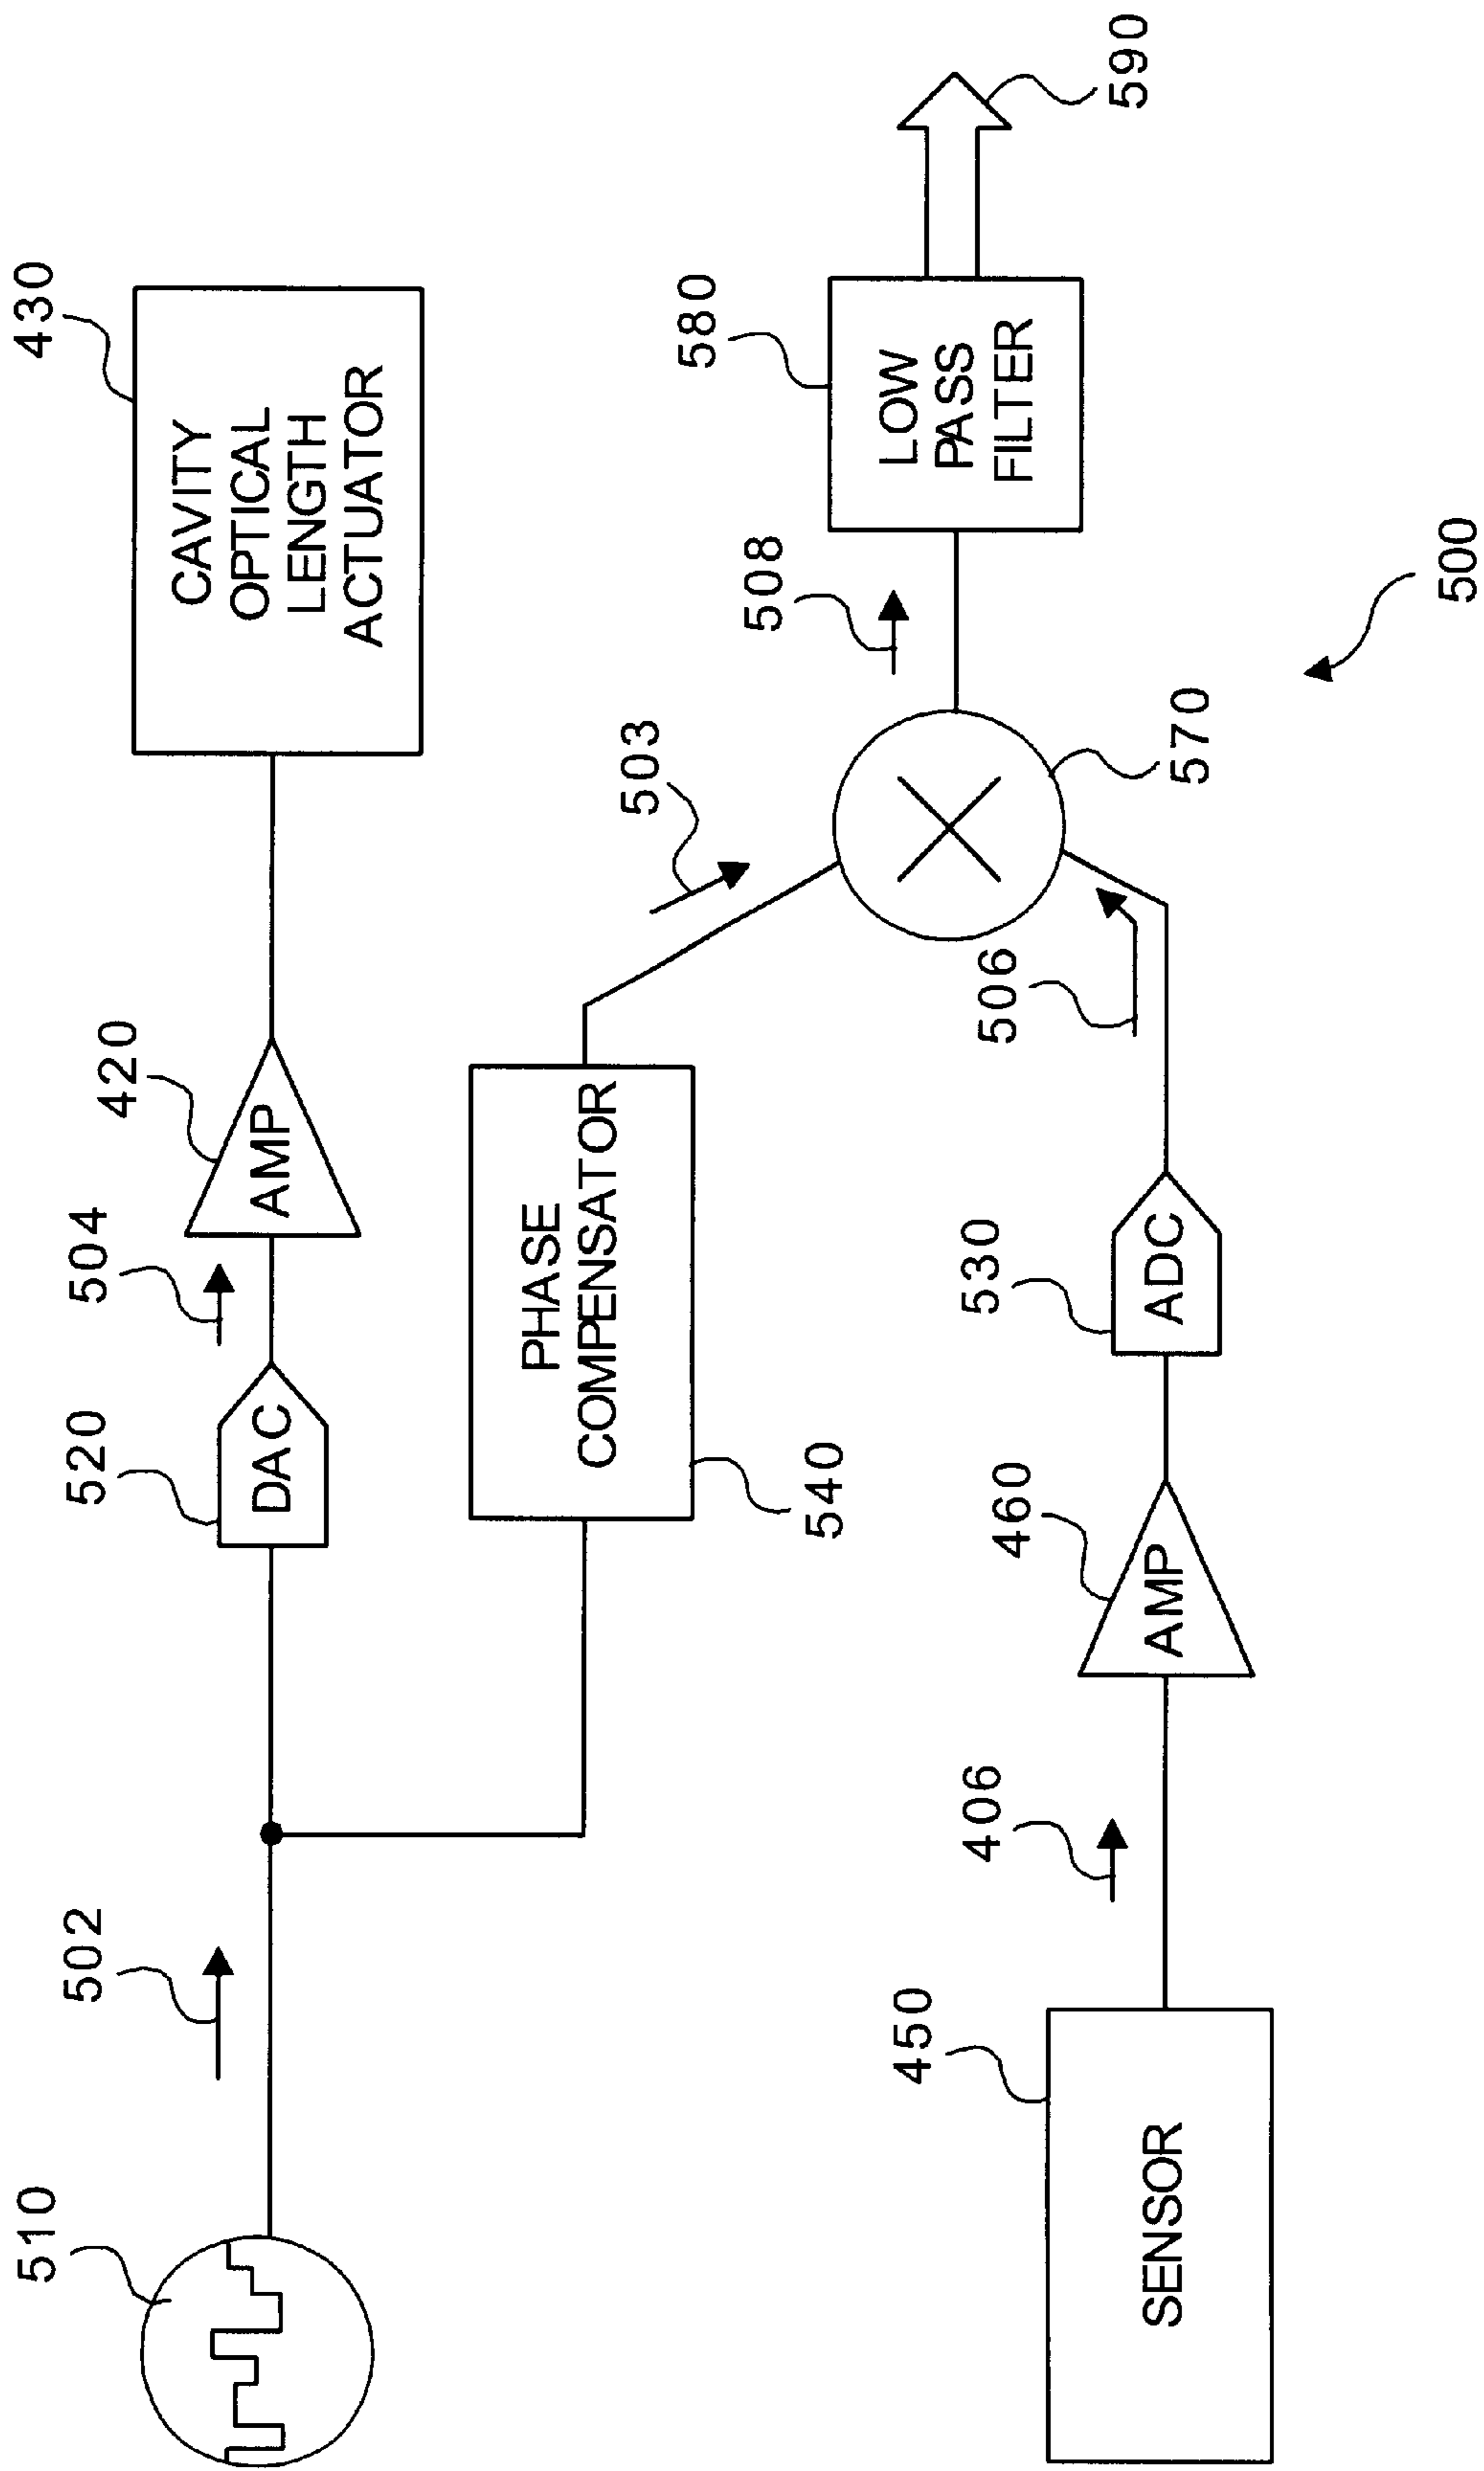 510
502
520
DAC
504
420
AMP
430
CAVITY
OPTICAL
LENGTH
ACTUATOR
540
PHASE
COMPENSATOR
503
508
580
LOW
PASS
FILTER
590
570
506
450
SENSOR
406
460
AMP
530
ADC
500